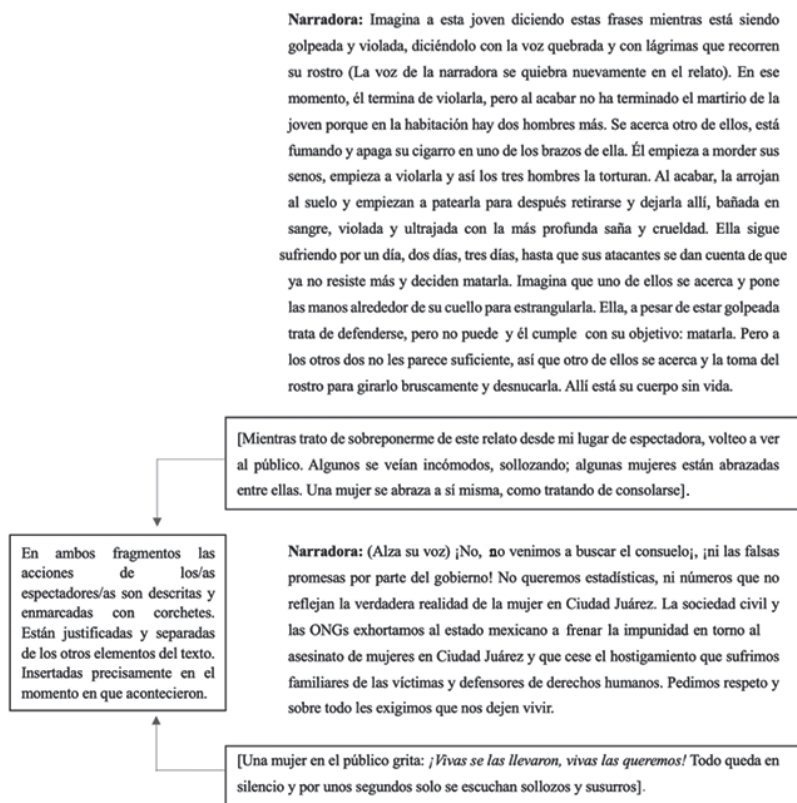 Narradora: Imagina a esta joven diciendo estas frases mientras está siendo
golpeada y violada, diciéndolo con la voz quebrada y con lágrimas que recorren
su rostro (La voz de la narradora se quiebra nuevamente en el relato). En ese
momento, él termina de violarla, pero al acabar no ha terminado el martirio de la
joven porque en la habitación hay dos hombres más. Se acerca otro de ellos, está
fumando y apaga su cigarro en uno de los brazos de ella. Él empieza a morder sus
senos, empieza a violarla y así los tres hombres la torturan. Al acabar, la arrojan
al suelo y empiezan a patearla para después retirarse y dejarla allí, bañada en
sangre, violada y ultrajada con la más profunda saña y crueldad. Ella sigue
sufriendo por un día, dos días, tres días, hasta que sus atacantes se dan cuenta de que
ya no resiste más y deciden matarla. Imagina que uno de ellos se acerca y pone
las manos alrededor de su cuello para estrangularla. Ella, a pesar de estar golpeada
trata de defenderse, pero no puede y él cumple con su objetivo: matarla. Pero a
los otros dos no les parece suficiente, así que otro de ellos se acerca y la toma del
rostro para girarlo bruscamente y desnucarla. Allí está su cuerpo sin vida.
[Mientras trato de sobreponerme de este relato desde mi lugar de espectadora, volteo a ver
al público. Algunos se veían incómodos, sollozando; algunas mujeres están abrazadas
entre ellas. Una mujer se abraza a sí misma, como tratando de consolarse].
En ambos fragmentos las
acciones de los/as
espectadores/as son descritas y
enmarcadas con corchetes.
Están justificadas y separadas
de los otros elementos del texto.
Insertadas precisamente en el
momento en que acontecieron.
Narradora: (Alza su voz) ¡No, no venimos a buscar el consuelo¡, ¡ni las falsas
promesas por parte del gobierno! No queremos estadísticas, ni números que no
reflejan la verdadera realidad de la mujer en Ciudad Juárez. La sociedad civil y
las ONGs exhortamos al estado mexicano a frenar la impunidad en torno al
asesinato de mujeres en Ciudad Juárez y que cese el hostigamiento que sufrimos
familiares de las víctimas y defensores de derechos humanos. Pedimos respeto y
sobre todo les exigimos que nos dejen vivir.
[Una mujer en el público grita: ¡Vivas se las llevaron, vivas las queremos! Todo queda en
silencio y por unos segundos solo se escuchan sollozos y susurros].